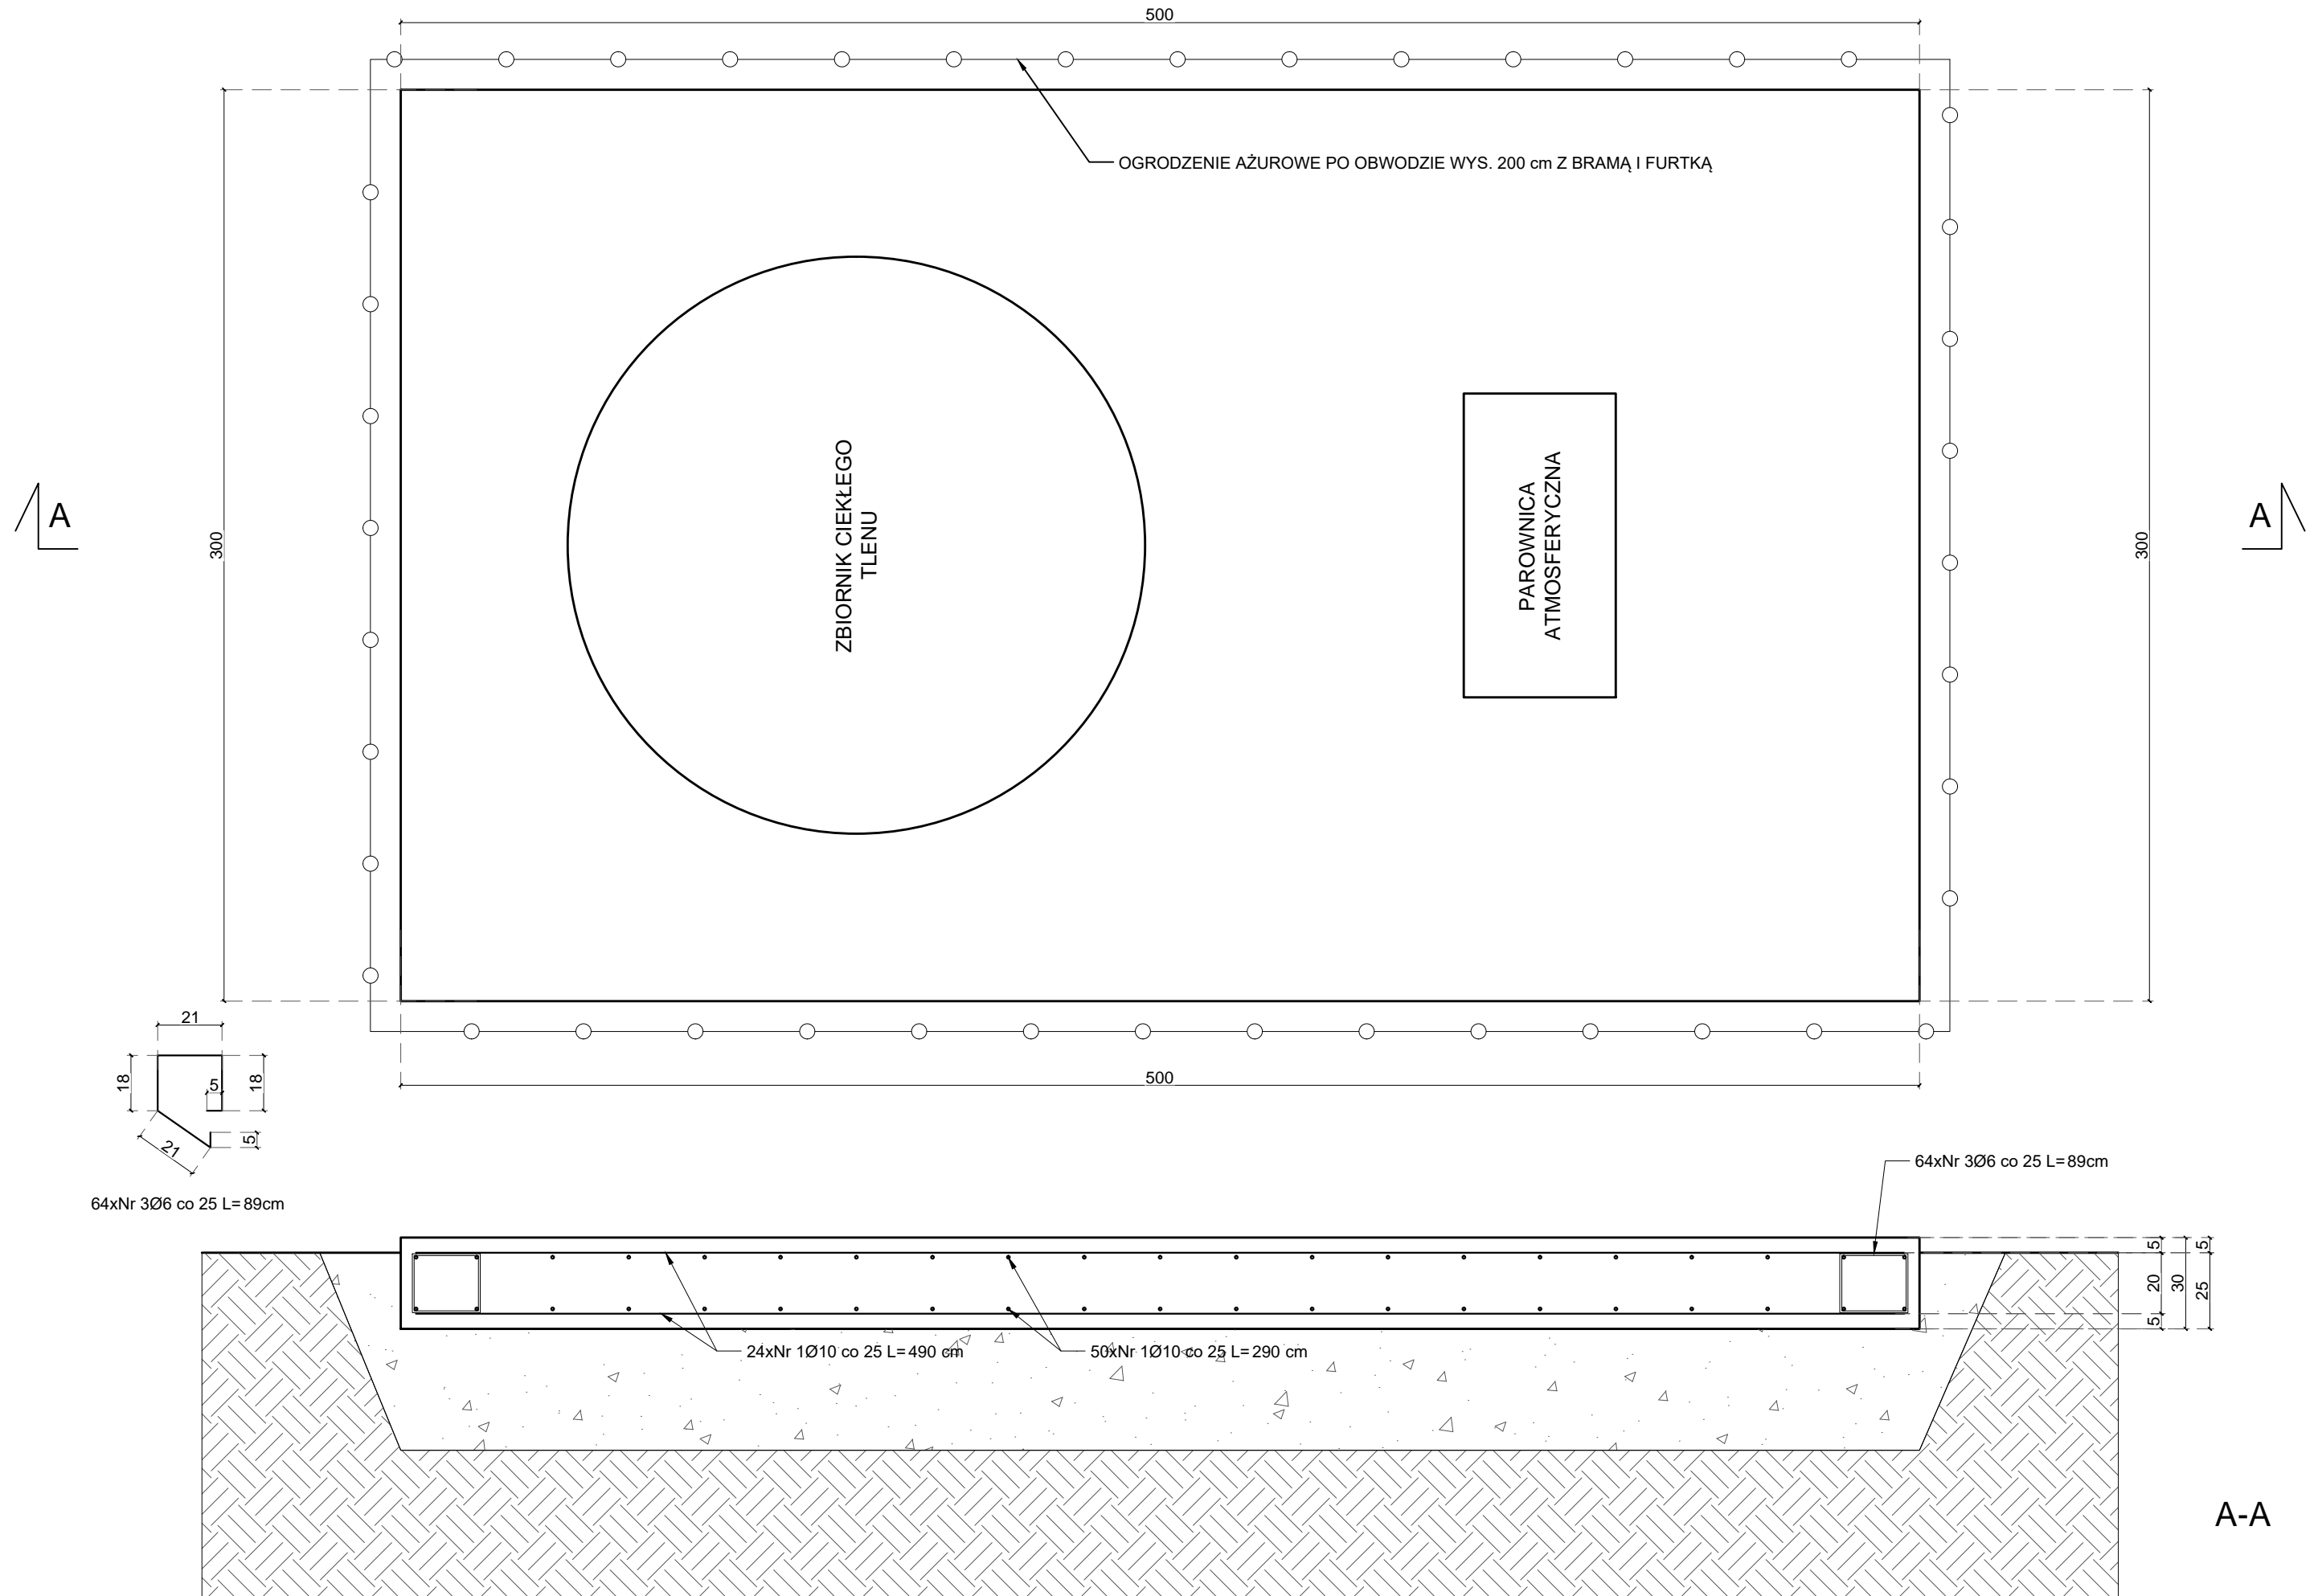 500
OGRODZENIE AŻUROWE PO OBWODZIE WYS. 200 cm Z BRAMĄ I FURTKĄ
A
300
ZBIORNIK CIEKŁEGO
TLENU
PAROWNICA
ATMOSFERYCZNA
A
300
21
18
5
18
5
21
64xNr 3Ø6 co 25 L=89cm
500
64xNr 3Ø6 co 25 L=89cm
5
5
20
30
25
5
24xNr 1Ø10 co 25 L=490 cm
50xNr 1Ø10 co 25 L=290 cm
A-A